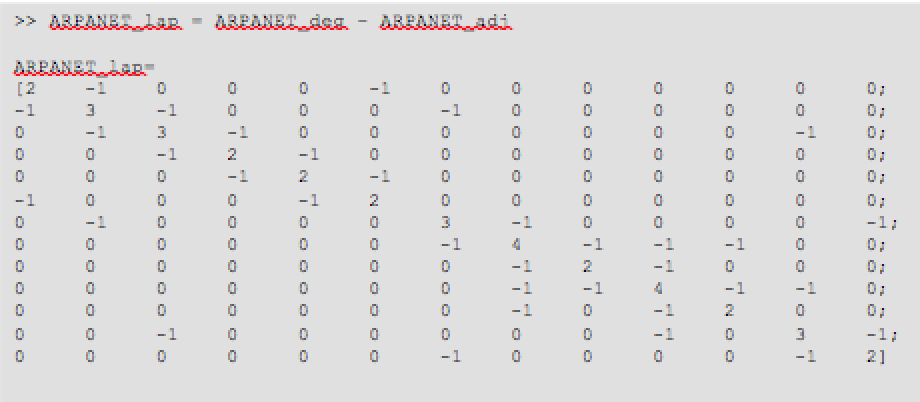 >> ARPANET_lap = ARPANET_deg - ARPANET_adj
ARPANET_lap=
[2 -1 0 0 0 -1 0 0 0 0 0 0 0;
-1 3 -1 0 0 0 -1 0 0 0 0 0 0;
0 -1 3 -1 0 0 0 0 0 0 0 -1 0;
0 0 -1 2 -1 0 0 0 0 0 0 0 0;
0 0 0 -1 2 -1 0 0 0 0 0 0 0;
-1 0 0 0 -1 2 0 0 0 0 0 0 0;
0 -1 0 0 0 0 3 -1 0 0 0 0 -1;
0 0 0 0 0 0 -1 4 -1 -1 -1 0 0;
0 0 0 0 0 0 0 -1 2 -1 0 0 0;
0 0 0 0 0 0 0 -1 -1 4 -1 -1 0;
0 0 0 0 0 0 0 -1 0 -1 2 0 0;
0 0 -1 0 0 0 0 0 0 -1 0 3 -1;
0 0 0 0 0 0 -1 0 0 0 0 -1 2]